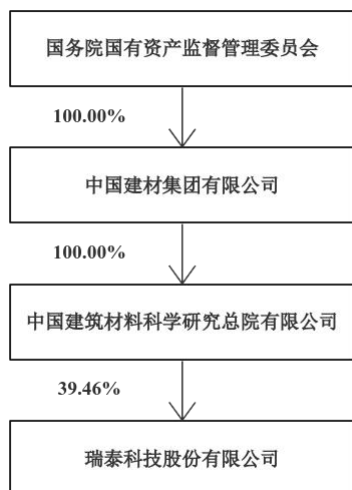 国务院国有资产监督管理委员会
100.00%
中国建材集团有限公司
100.00%
中国建筑材料科学研究总院有限公司
39.46%
瑞泰科技股份有限公司